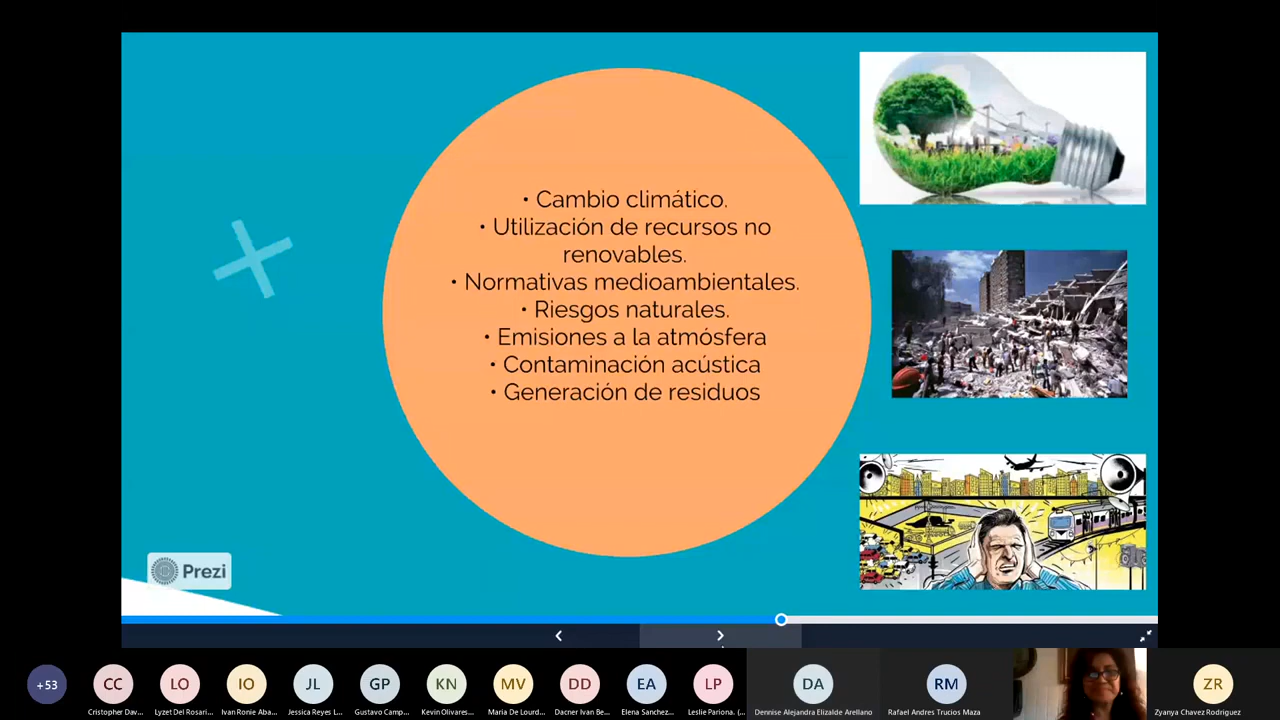 • Cambio climático.
• Utilización de recursos no
renovables.
• Normativas medioambientales.
• Riesgos naturales.
• Emisiones a la atmósfera
• Contaminación acústica
• Generación de residuos
Prezi
+53
CC
LO
IO
JL
GP
KN
MV
DD
EA
LP
DA
RM
ZR
Cristopher Dav...
Lyzet Del Rosari...
Ivan Ronie Aba...
Jessica Reyes L...
Gustavo Camp...
Kevin Olivares...
Maria De Lourd...
Dacner Ivan Be...
Elena Sanchez...
Leslie Pariona. (...
Dennise Alejandra Elizalde Arellano
Rafael Andres Trucios Maza
Zyanya Chavez Rodriguez